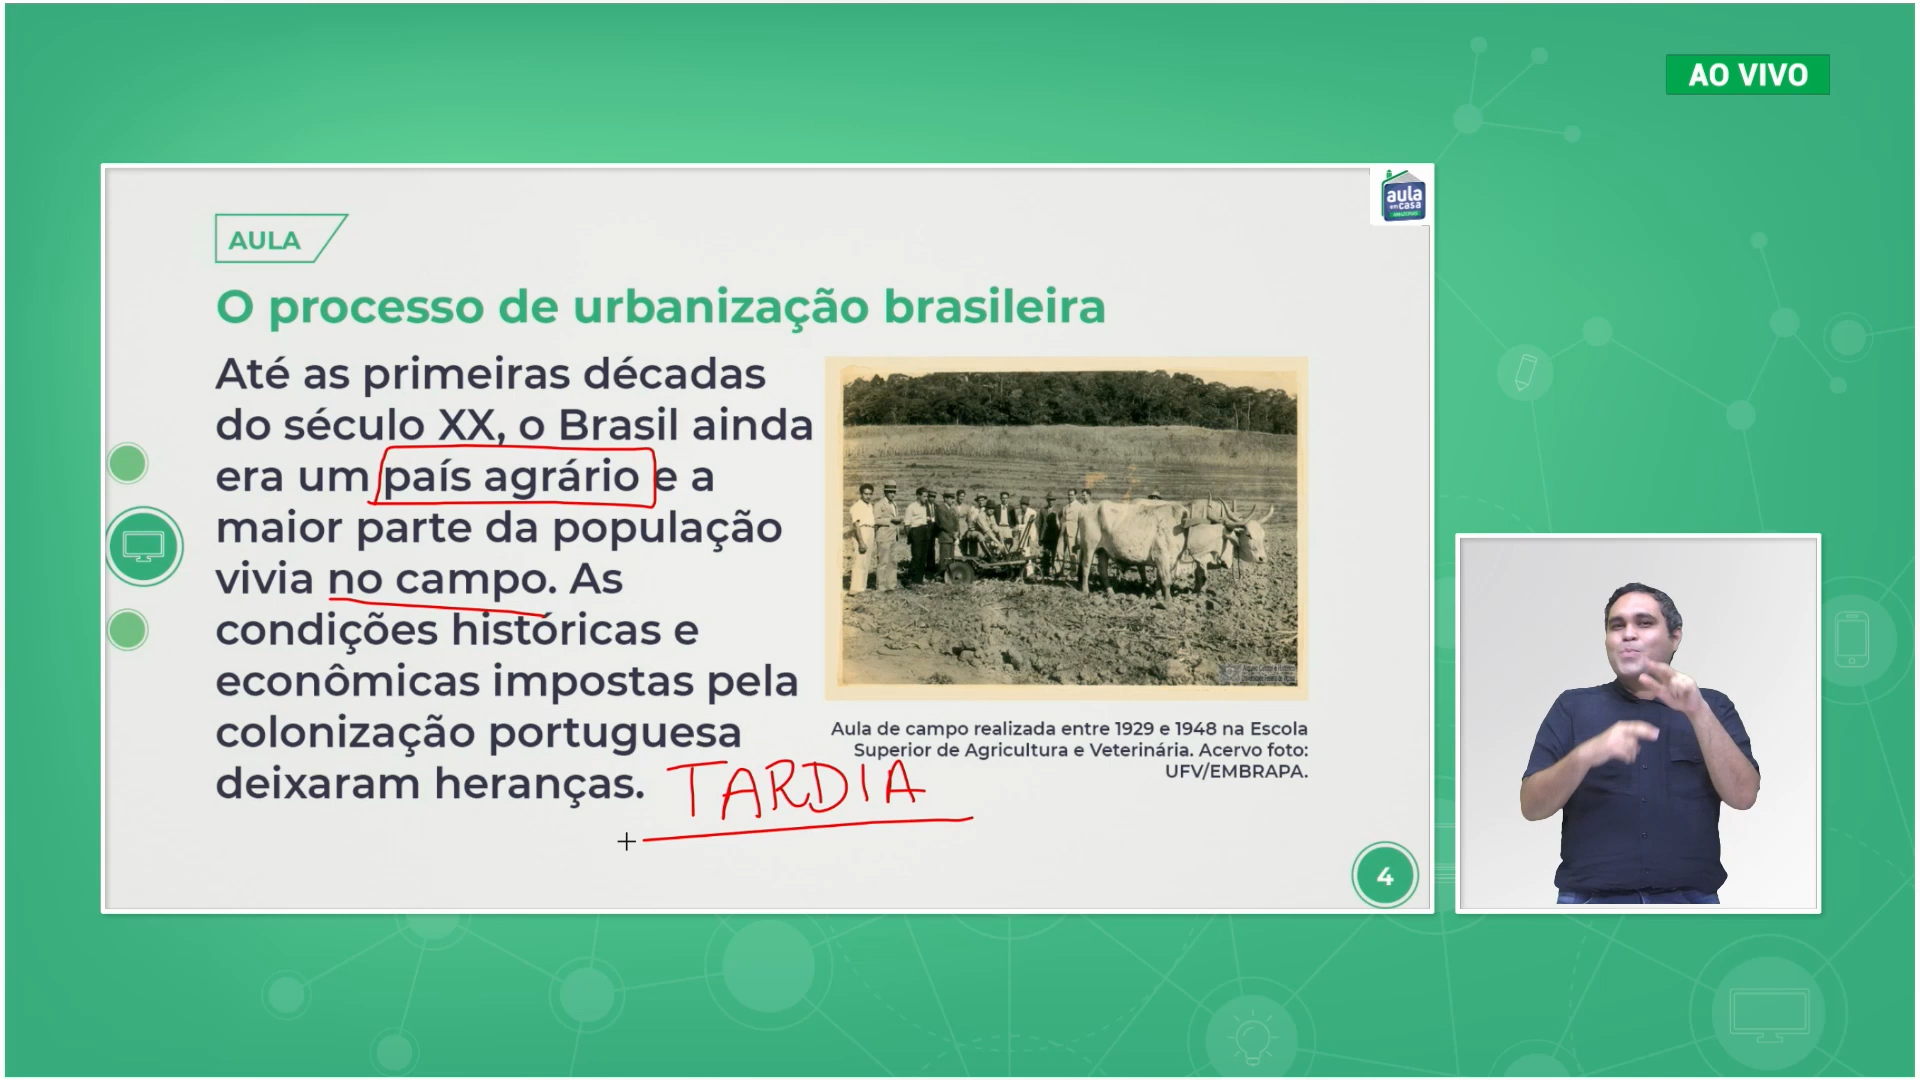 AO VIVO
aula
em casa
AULA
O processo de urbanização brasileira
Até as primeiras décadas
do século XX, o Brasil ainda
era um país agrário e a
maior parte da população
vivia no campo. As
condições históricas e
econômicas impostas pela
colonização portuguesa
deixaram heranças.
TARDIA
Aula de campo realizada entre 1929 e 1948 na Escola
Superior de Agricultura e Veterinária. Acervo foto:
UFV/EMBRAPA.
4